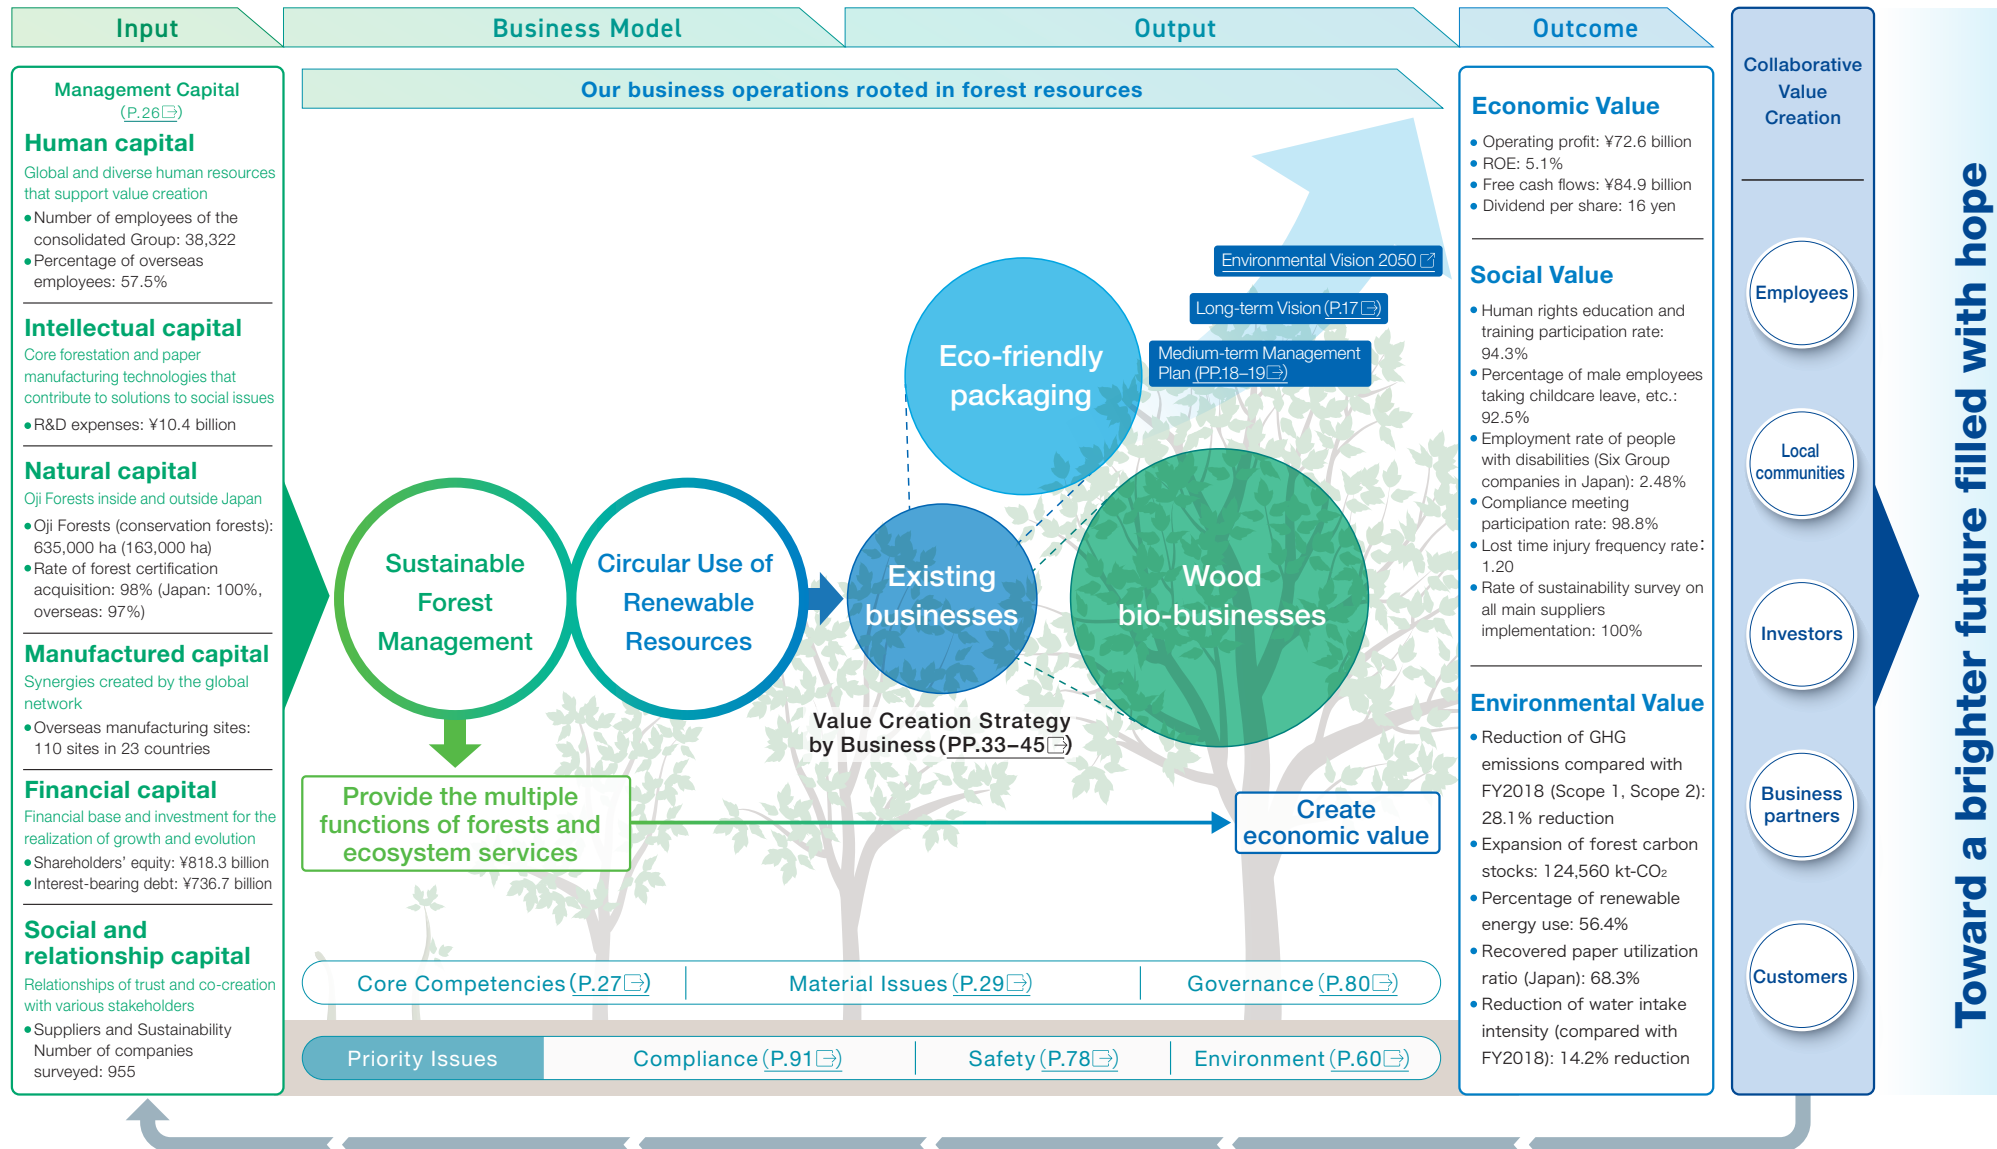 Input
Business Model
Output
Outcome
Management Capital
(P.26)
Human capital
Global and diverse human resources
that support value creation
● Number of employees of the
consolidated Group: 38,322
● Percentage of overseas
employees: 57.5%
Intellectual capital
Core forestation and paper
manufacturing technologies that
contribute to solutions to social issues
● R&D expenses: ¥10.4 billion
Natural capital
Oji Forests inside and outside Japan
● Oji Forests (conservation forests):
635,000 ha (163,000 ha)
● Rate of forest certification
acquisition: 98% (Japan: 100%,
overseas: 97%)
Manufactured capital
Synergies created by the global
network
● Overseas manufacturing sites:
110 sites in 23 countries
Financial capital
Financial base and investment for the
realization of growth and evolution
● Shareholders’ equity: ¥818.3 billion
● Interest-bearing debt: ¥736.7 billion
Social and
relationship capital
Relationships of trust and co-creation
with various stakeholders
● Suppliers and Sustainability
Number of companies
surveyed: 955
Our business operations rooted in forest resources
Sustainable
Forest
Management
Circular Use of
Renewable
Resources
Existing
businesses
Eco-friendly
packaging
Wood
bio-businesses
Environmental Vision 2050
Long-term Vision (P.17)
Medium-term Management
Plan (PP.18–19)
Value Creation Strategy
by Business (PP.33–45)
Provide the multiple
functions of forests and
ecosystem services
Create
economic value
Core Competencies (P.27)
Material Issues (P.29)
Governance (P.80)
Priority Issues
Compliance (P.91)
Safety (P.78)
Environment (P.60)
Economic Value
● Operating profit: ¥72.6 billion
● ROE: 5.1%
● Free cash flows: ¥84.9 billion
● Dividend per share: 16 yen
Social Value
● Human rights education and
training participation rate:
94.3%
● Percentage of male employees
taking childcare leave, etc.:
92.5%
● Employment rate of people
with disabilities (Six Group
companies in Japan): 2.48%
● Compliance meeting
participation rate: 98.8%
● Lost time injury frequency rate:
1.20
● Rate of sustainability survey on
all main suppliers
implementation: 100%
Environmental Value
● Reduction of GHG
emissions compared with
FY2018 (Scope 1, Scope 2):
28.1% reduction
● Expansion of forest carbon
stocks: 124,560 kt-CO₂
● Percentage of renewable
energy use: 56.4%
● Recovered paper utilization
ratio (Japan): 68.3%
● Reduction of water intake
intensity (compared with
FY2018): 14.2% reduction
Collaborative
Value
Creation
Employees
Local
communities
Investors
Business
partners
Customers
Toward a brighter future filled with hope